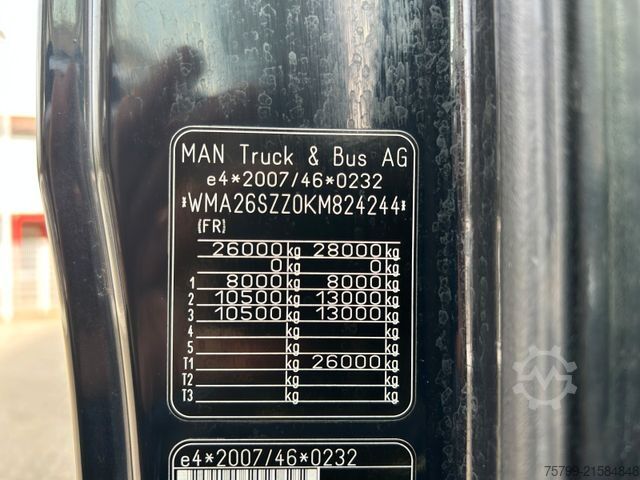 MAN Truck & Bus AG
e4*2007/46*0232
*WMA26SZZ0KM824244*
(FR)
26000kg 28000kg
0kg 0kg
1 8000kg 8000kg
2 10500kg 13000kg
3 10500kg 13000kg
4 kg kg
5 kg kg
T1 kg 26000kg
T2 kg kg
T3 kg kg
e4*2007/46*0232
75799-21584848